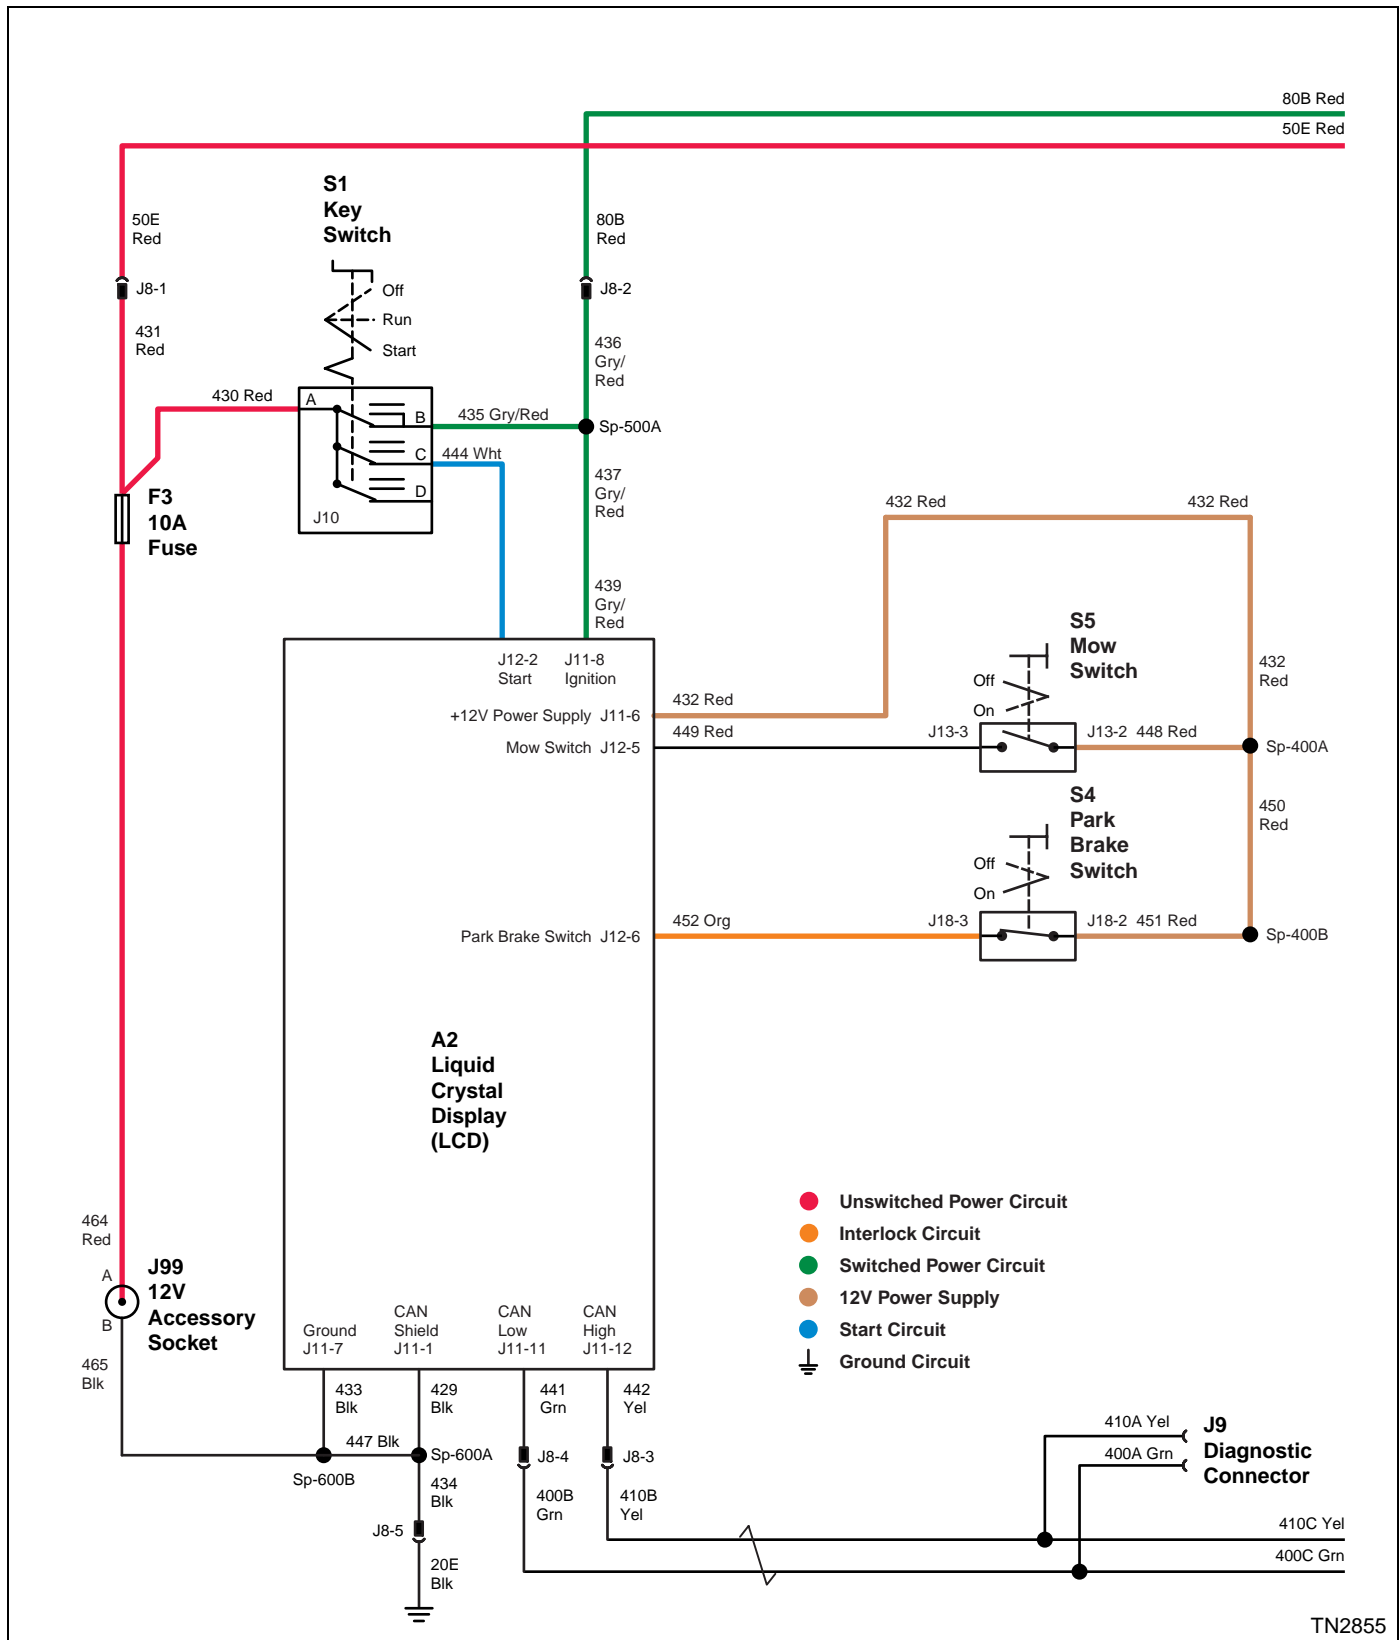 80B Red
50E Red
S1
Key
Switch
50E
Red
80B
Red
J8-1
Off
J8-2
Run
431
Red
Start
436
Gry/
Red
430 Red
A
B
435 Gry/Red
Sp-500A
C
444 Wht
437
Gry/
Red
D
F3
10A
Fuse
J10
432 Red
432 Red
439
Gry/
Red
S5
Mow
Switch
J12-2
Start
J11-8
Ignition
432
Red
Off
On
432 Red
+12V Power Supply J11-6
449 Red
J13-3
J13-2 448 Red
Mow Switch J12-5
Sp-400A
S4
Park
Brake
Switch
450
Red
Off
On
452 Org
J18-3
J18-2 451 Red
Park Brake Switch J12-6
Sp-400B
A2
Liquid
Crystal
Display
(LCD)
Unswitched Power Circuit
Interlock Circuit
Switched Power Circuit
12V Power Supply
Start Circuit
Ground Circuit
464
Red
A
B
J99
12V
Accessory
Socket
465
Blk
Ground
J11-7
CAN
Shield
J11-1
CAN
Low
J11-11
CAN
High
J11-12
433
Blk
429
Blk
441
Grn
442
Yel
447 Blk
Sp-600A
Sp-600B
J8-4
J8-3
410A Yel
400A Grn
J9
Diagnostic
Connector
434
Blk
400B
Grn
410B
Yel
J8-5
410C Yel
400C Grn
20E
Blk
TN2855